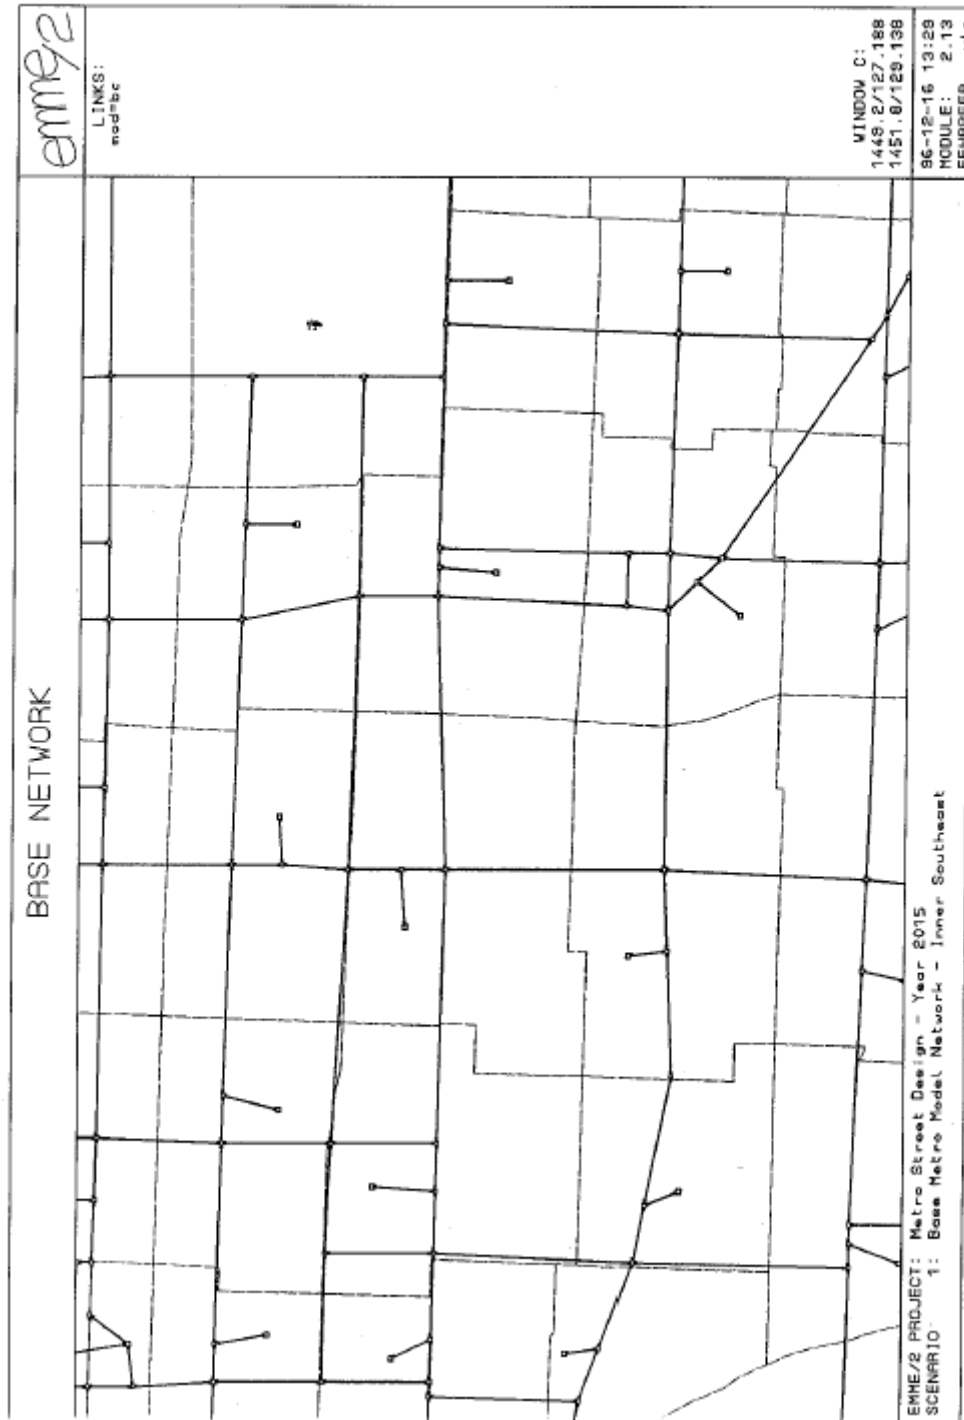 BASE NETWORK
emme/2
LINKS:
mod=bc
WINDOW C:
1449.2/127.188
1451.8/129.138
96-12-16 13:29
MODULE: 2.13
EMME/2 PROJECT: Metro Street Design - Year 2015
SCENARIO 1: Base Metro Model Network - Inner Southeast